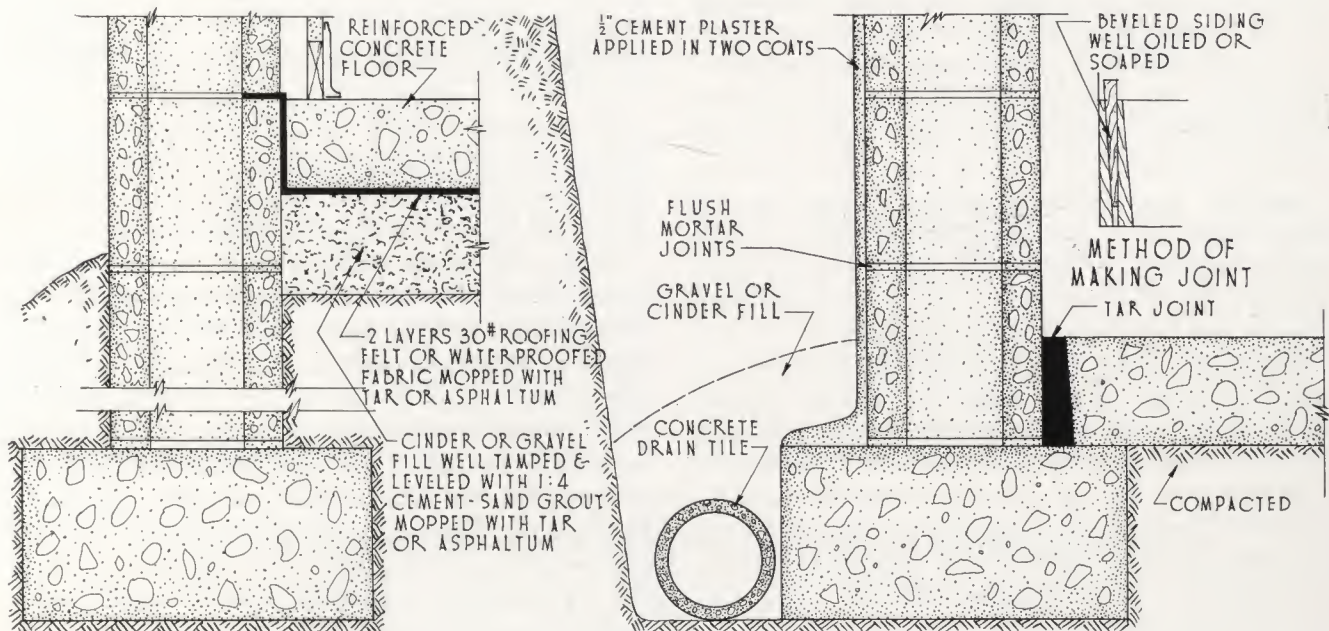 REINFORCED
CONCRETE
FLOOR
2 LAYERS 30# ROOFING
FELT OR WATERPROOFED
FABRIC MOPPED WITH
TAR OR ASPHALTUM
CINDER OR GRAVEL
FILL WELL TAMPED &
LEVELED WITH 1:4
CEMENT-SAND GROUT
MOPPED WITH TAR
OR ASPHALTUM
½" CEMENT PLASTER
APPLIED IN TWO COATS
FLUSH
MORTAR
JOINTS
GRAVEL OR
CINDER FILL
CONCRETE
DRAIN TILE
BEVELED SIDING
WELL OILED OR
SOAPED
METHOD OF
MAKING JOINT
TAR JOINT
COMPACTED